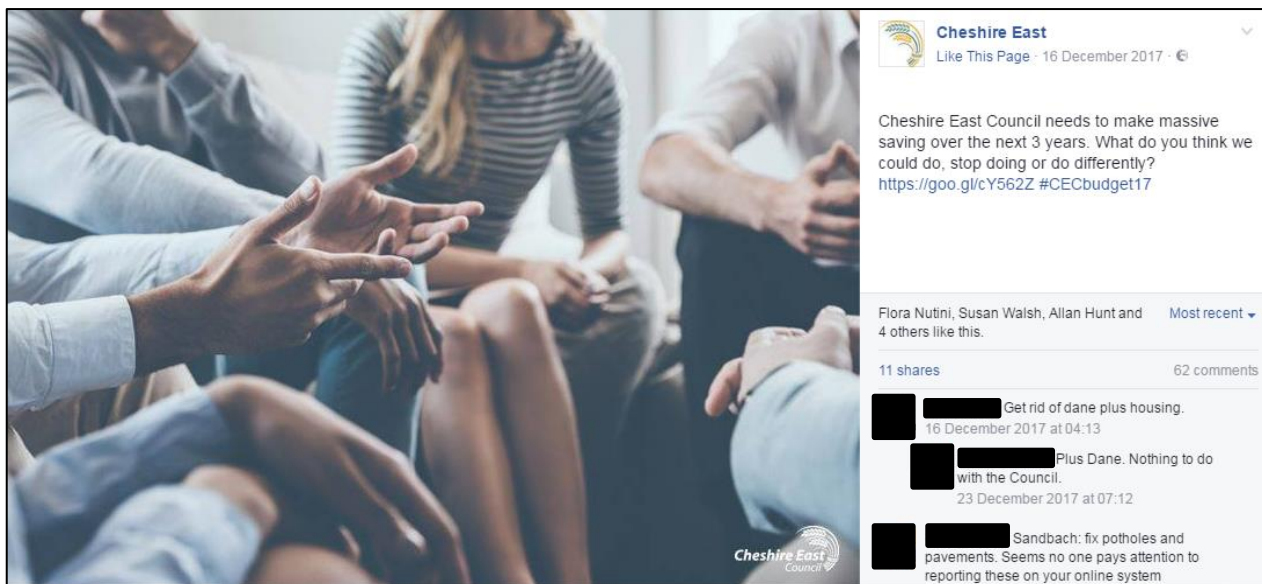 Cheshire East
Like This Page · 16 December 2017 ·
Cheshire East Council needs to make massive
saving over the next 3 years. What do you think we
could do, stop doing or do differently?
https://goo.gl/cY562Z #CECbudget17
Flora Nutini, Susan Walsh, Allan Hunt and
4 others like this.
Most recent
11 shares
62 comments
Get rid of dane plus housing.
16 December 2017 at 04:13
Plus Dane. Nothing to do
with the Council.
23 December 2017 at 07:12
Sandbach: fix potholes and
pavements. Seems no one pays attention to
reporting these on your online system
Cheshire East
Council